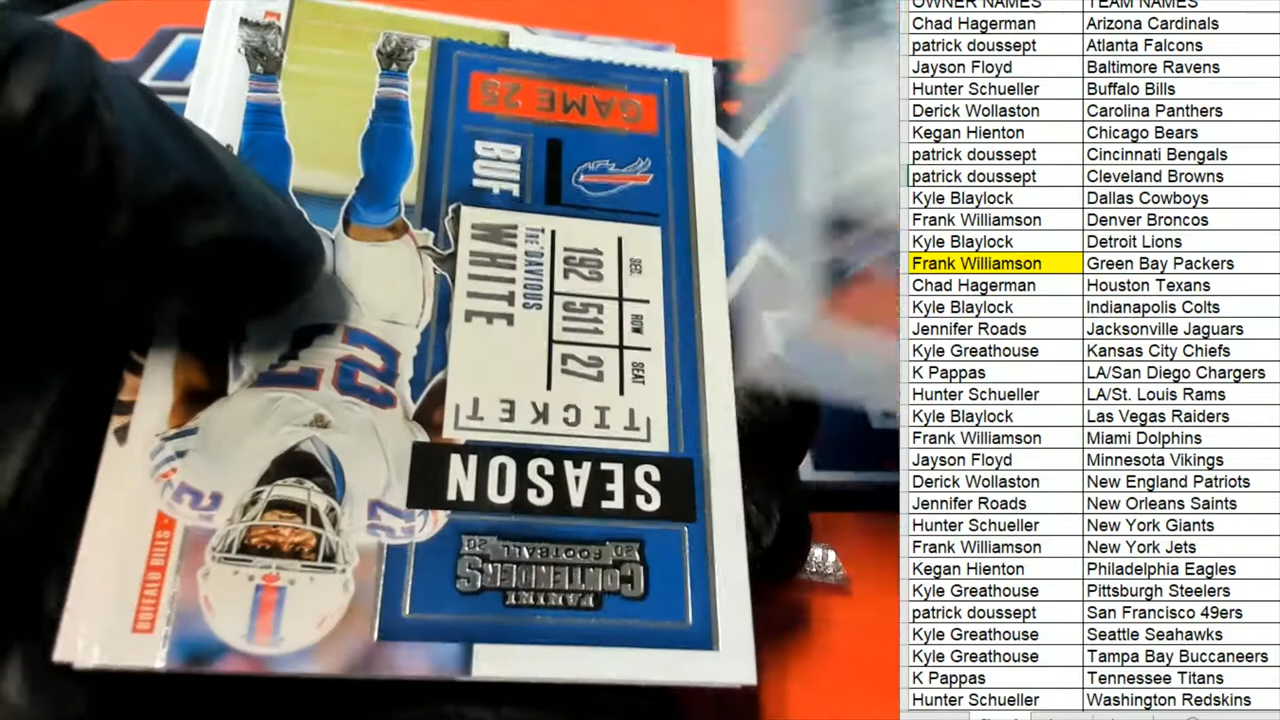 GAME 25
BUF
TRE'DAVIOUS
WHITE
SEC. ROW SEAT
192 511 27
TICKET
SEASON
20 20
PANINI
CONTENDERS
FOOTBALL
BUFFALO BILLS
27
OWNER NAMES TEAM NAMES
Chad Hagerman Arizona Cardinals
patrick doussept Atlanta Falcons
Jayson Floyd Baltimore Ravens
Hunter Schueller Buffalo Bills
Derick Wollaston Carolina Panthers
Kegan Hienton Chicago Bears
patrick doussept Cincinnati Bengals
patrick doussept Cleveland Browns
Kyle Blaylock Dallas Cowboys
Frank Williamson Denver Broncos
Kyle Blaylock Detroit Lions
Frank Williamson Green Bay Packers
Chad Hagerman Houston Texans
Kyle Blaylock Indianapolis Colts
Jennifer Roads Jacksonville Jaguars
Kyle Greathouse Kansas City Chiefs
K Pappas LA/San Diego Chargers
Hunter Schueller LA/St. Louis Rams
Kyle Blaylock Las Vegas Raiders
Frank Williamson Miami Dolphins
Jayson Floyd Minnesota Vikings
Derick Wollaston New England Patriots
Jennifer Roads New Orleans Saints
Hunter Schueller New York Giants
Frank Williamson New York Jets
Kegan Hienton Philadelphia Eagles
Kyle Greathouse Pittsburgh Steelers
patrick doussept San Francisco 49ers
Kyle Greathouse Seattle Seahawks
Kyle Greathouse Tampa Bay Buccaneers
K Pappas Tennessee Titans
Hunter Schueller Washington Redskins